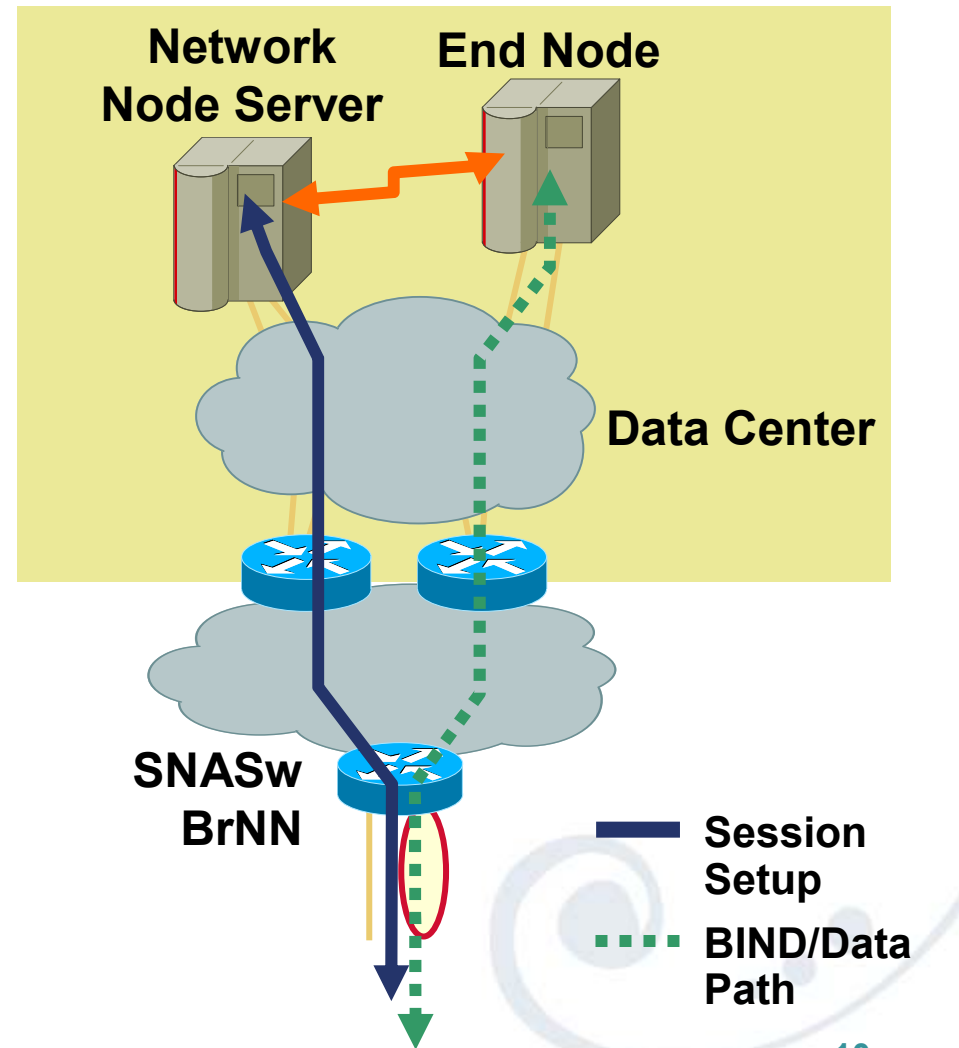 Network
Node Server
End Node
Data Center
SNASw
BrNN
Session
Setup
BIND/Data
Path